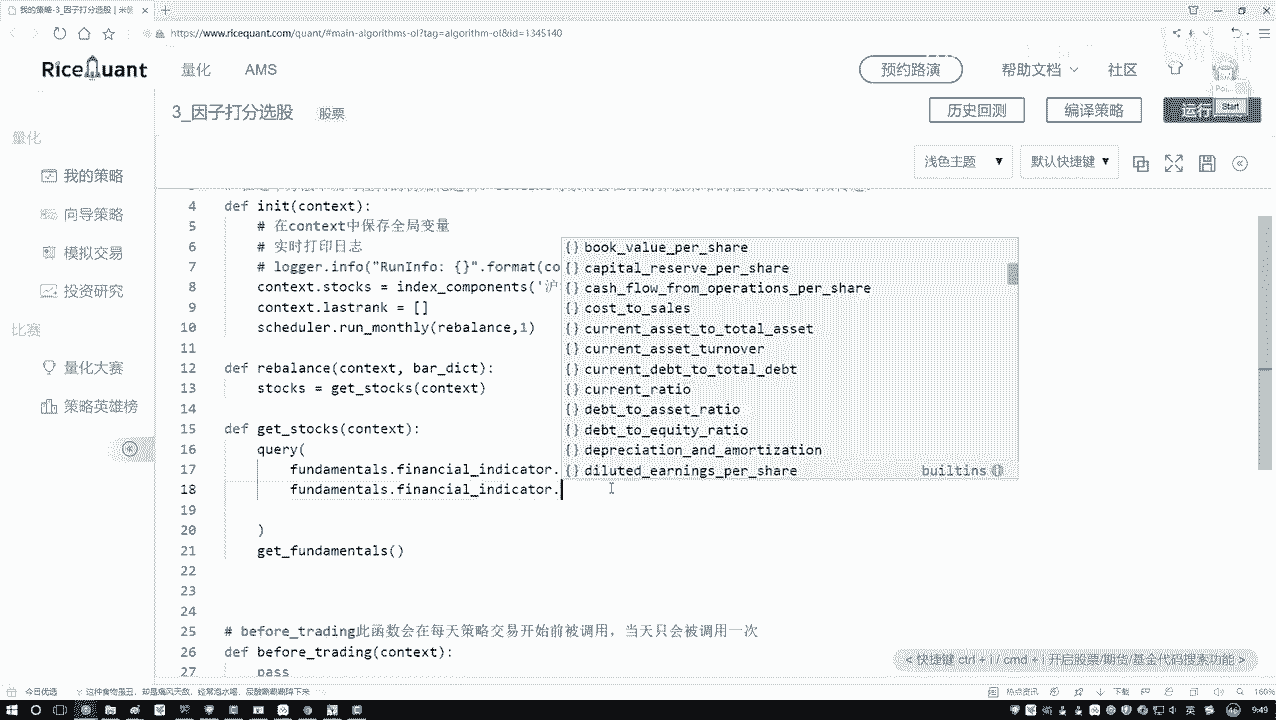 我的策略-3_因子打分选股 | 米
https://www.ricequant.com/quant/#main-algorithms-ol?tag=algorithm-ol&id=1345140
RiceQuant
量化
AMS
预约路演
帮助文档
社区
3_因子打分选股
股票
历史回测
编译策略
运行
Start
浅色主题
默认快捷键
量化
我的策略
向导策略
模拟交易
投资研究
比赛
量化大赛
策略英雄榜
4 def init(context):
5 # 在context中保存全局变量
6 # 实时打印日志
7 # logger.info("RunInfo: {}".format(co
8 context.stocks = index_components('沪
9 context.lastrank = []
10 scheduler.run_monthly(rebalance,1)
11
12 def rebalance(context, bar_dict):
13 stocks = get_stocks(context)
14
15 def get_stocks(context):
16 query(
17 fundamentals.financial_indicator.
18 fundamentals.financial_indicator.
19
20 )
21 get_fundamentals()
22
23
24
25 # before_trading此函数会在每天策略交易开始前被调用，当天只会被调用一次
26 def before_trading(context):
27 pass
{} book_value_per_share
{} capital_reserve_per_share
{} cash_flow_from_operations_per_share
{} cost_to_sales
{} current_asset_to_total_asset
{} current_asset_turnover
{} current_debt_to_total_debt
{} current_ratio
{} debt_to_asset_ratio
{} debt_to_equity_ratio
{} depreciation_and_amortization
{} diluted_earnings_per_share
builtins
< 快捷键 ctrl + I / cmd + I 开启股票/期货/基金/代码搜索功能 >
今日优选
热点资讯
下载
160%
英
9:49